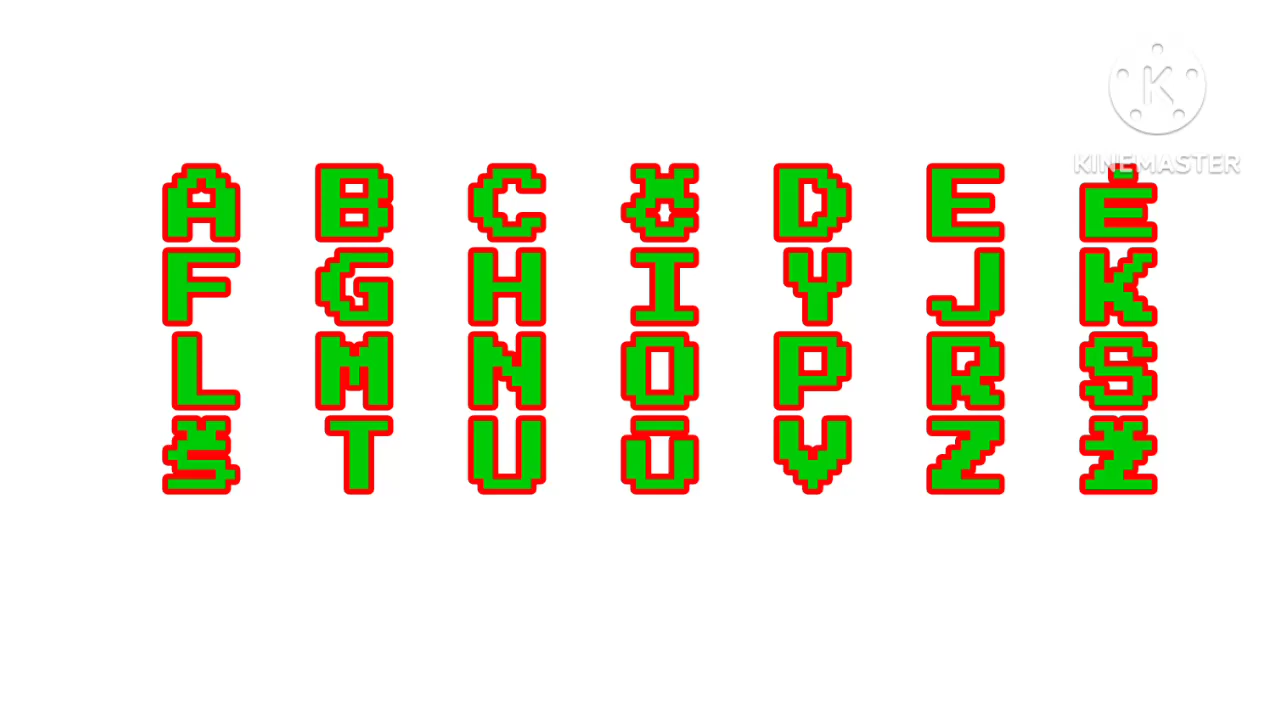 KINEMASTER
A B C Č D E Ė
F G H I Y J K
L M N O P R S
Š T U Ū V Z Ž